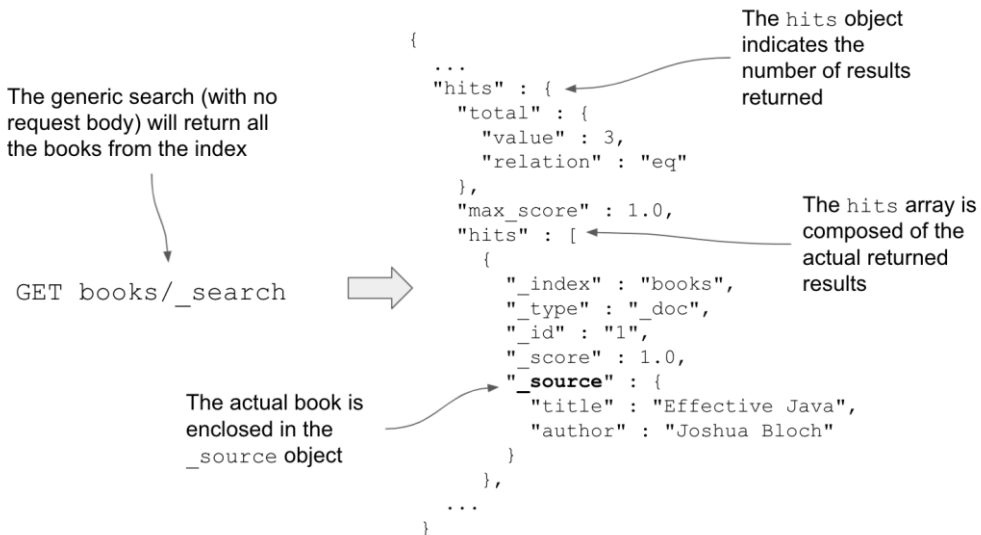 The generic search (with no
request body) will return all
the books from the index
GET books/_search
{
...
"hits" : {
"total" : {
"value" : 3,
"relation" : "eq"
},
"max_score" : 1.0,
"hits" : [
{
"_index" : "books",
"_type" : "_doc",
"_id" : "1",
"_score" : 1.0,
"_source" : {
"title" : "Effective Java",
"author" : "Joshua Bloch"
}
},
...
}
The hits object
indicates the
number of results
returned
The hits array is
composed of the
actual returned
results
The actual book is
enclosed in the
_source object